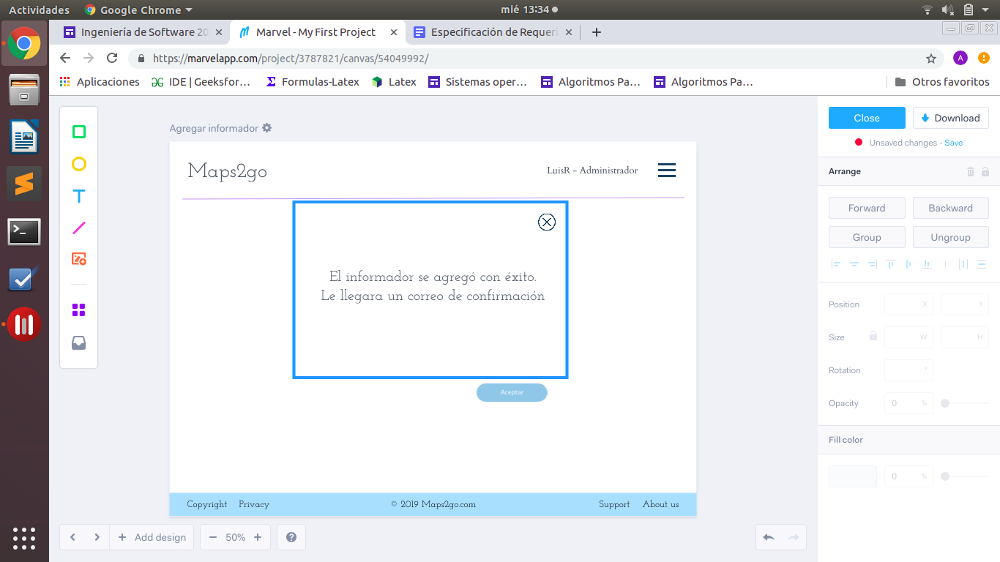 Actividades Google Chrome mié 13:34
Ingeniería de Software 20 Marvel - My First Project Especificación de Requeri
https://marvelapp.com/project/3787821/canvas/54049992/ A
Aplicaciones IDE | Geeksfor... Formulas-Latex Latex Sistemas oper... Algoritmos Pa... Algoritmos Pa... Otros favoritos
Close Download
Unsaved changes - Save
Agregar informador
Maps2go LuisR - Administrador
Arrange
Forward Backward
Group Ungroup
El informador se agregó con éxito.
Le llegara un correo de confirmación
Aceptar
Position X Y
Size W H
Rotation °
Opacity 0 %
Fill color
0 %
Copyright Privacy © 2019 Maps2go.com Support About us
Add design 50%